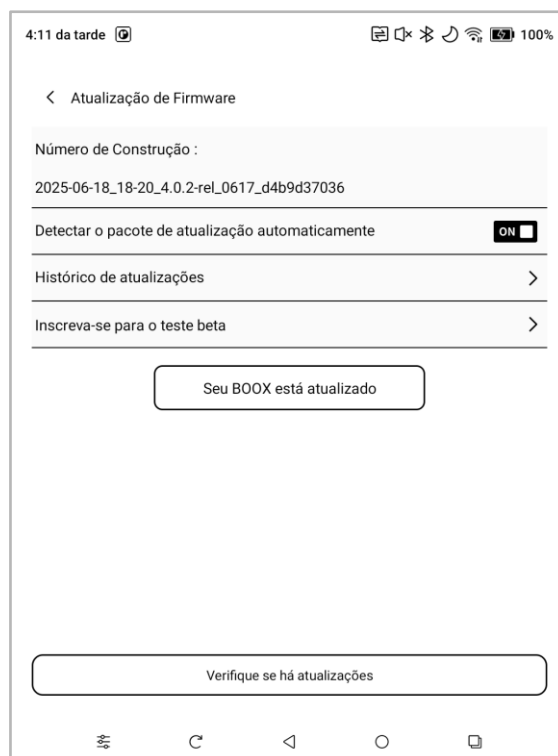 4:11 da tarde
100%
Atualização de Firmware
Número de Construção :
2025-06-18_18-20_4.0.2-rel_0617_d4b9d37036
Detectar o pacote de atualização automaticamente
ON
Histórico de atualizações
Inscreva-se para o teste beta
Seu BOOX está atualizado
Verifique se há atualizações